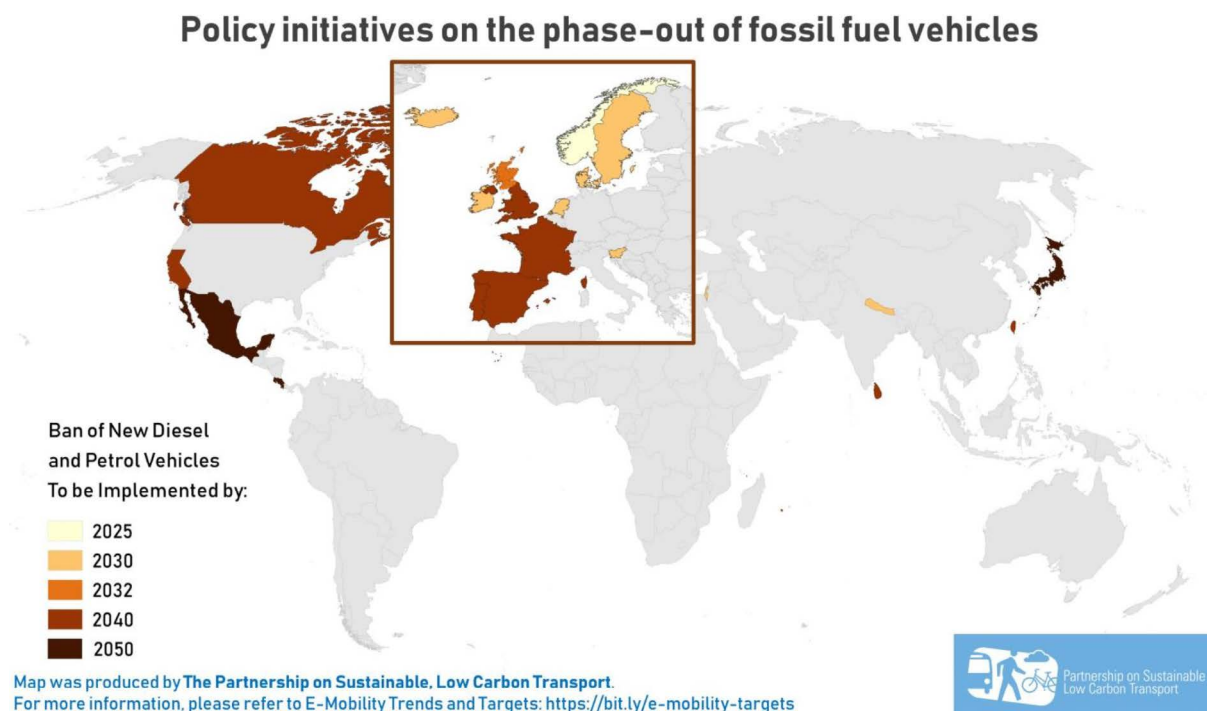 Policy initiatives on the phase-out of fossil fuel vehicles
Ban of New Diesel
and Petrol Vehicles
To be Implemented by:
2025
2030
2032
2040
2050
Map was produced by The Partnership on Sustainable, Low Carbon Transport.
For more information, please refer to E-Mobility Trends and Targets: https://bit.ly/e-mobility-targets
Partnership on Sustainable
Low Carbon Transport